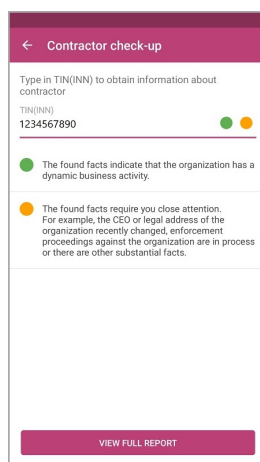 Contractor check-up
Type in TIN(INN) to obtain information about
contractor
TIN(INN)
1234567890
The found facts indicate that the organization has a
dynamic business activity.
The found facts require you close attention.
For example, the CEO or legal address of the
organization recently changed, enforcement
proceedings against the organization are in process
or there are other substantial facts.
VIEW FULL REPORT